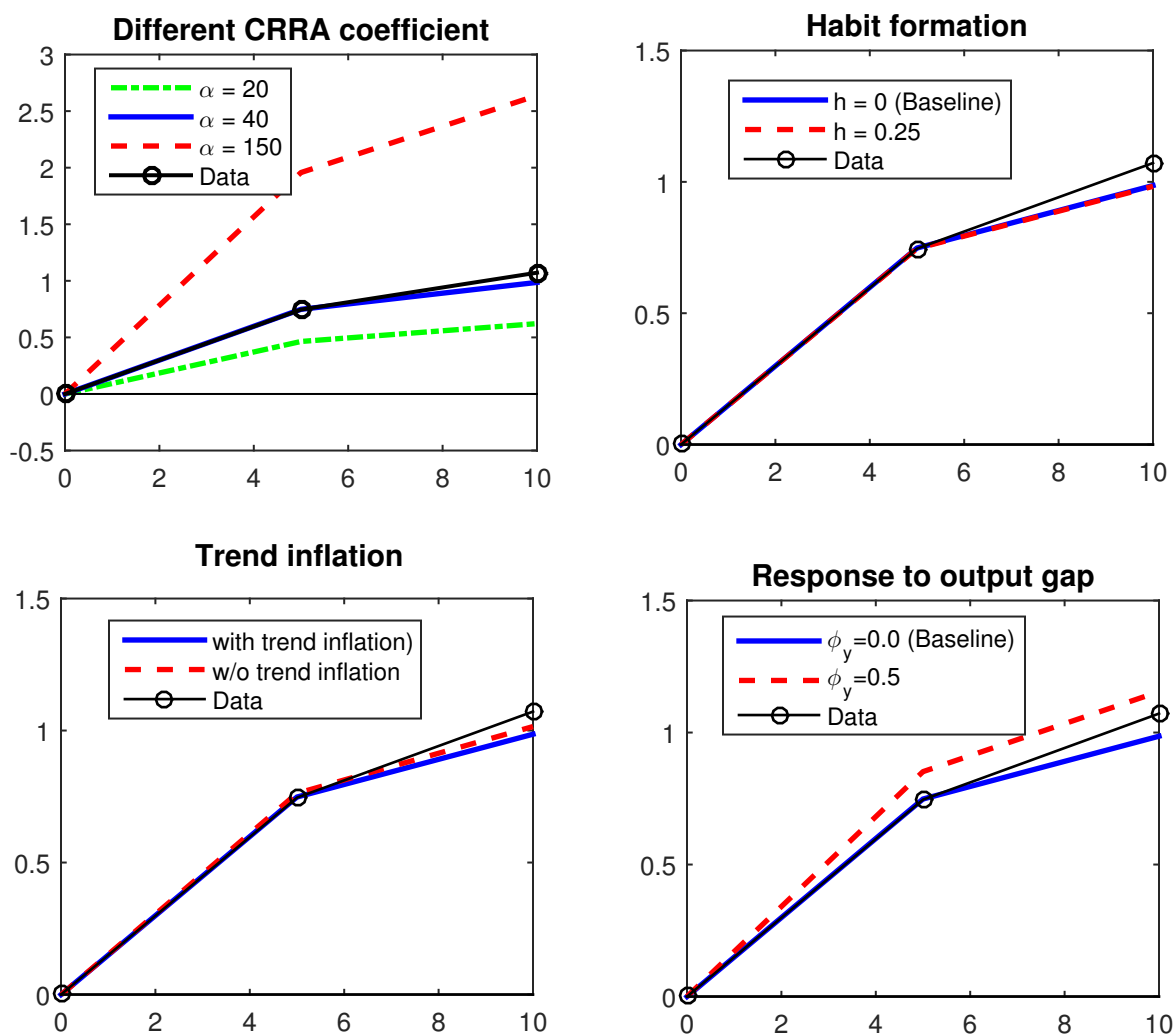 Different CRRA coefficient
3
2.5
2
1.5
1
0.5
0
-0.5
α = 20
α = 40
α = 150
Data
0 2 4 6 8 10
Habit formation
1.5
1
0.5
0
h = 0 (Baseline)
h = 0.25
Data
0 2 4 6 8 10
Trend inflation
1.5
1
0.5
0
with trend inflation)
w/o trend inflation
Data
0 2 4 6 8 10
Response to output gap
1.5
1
0.5
0
ϕ_y=0.0 (Baseline)
ϕ_y=0.5
Data
0 2 4 6 8 10